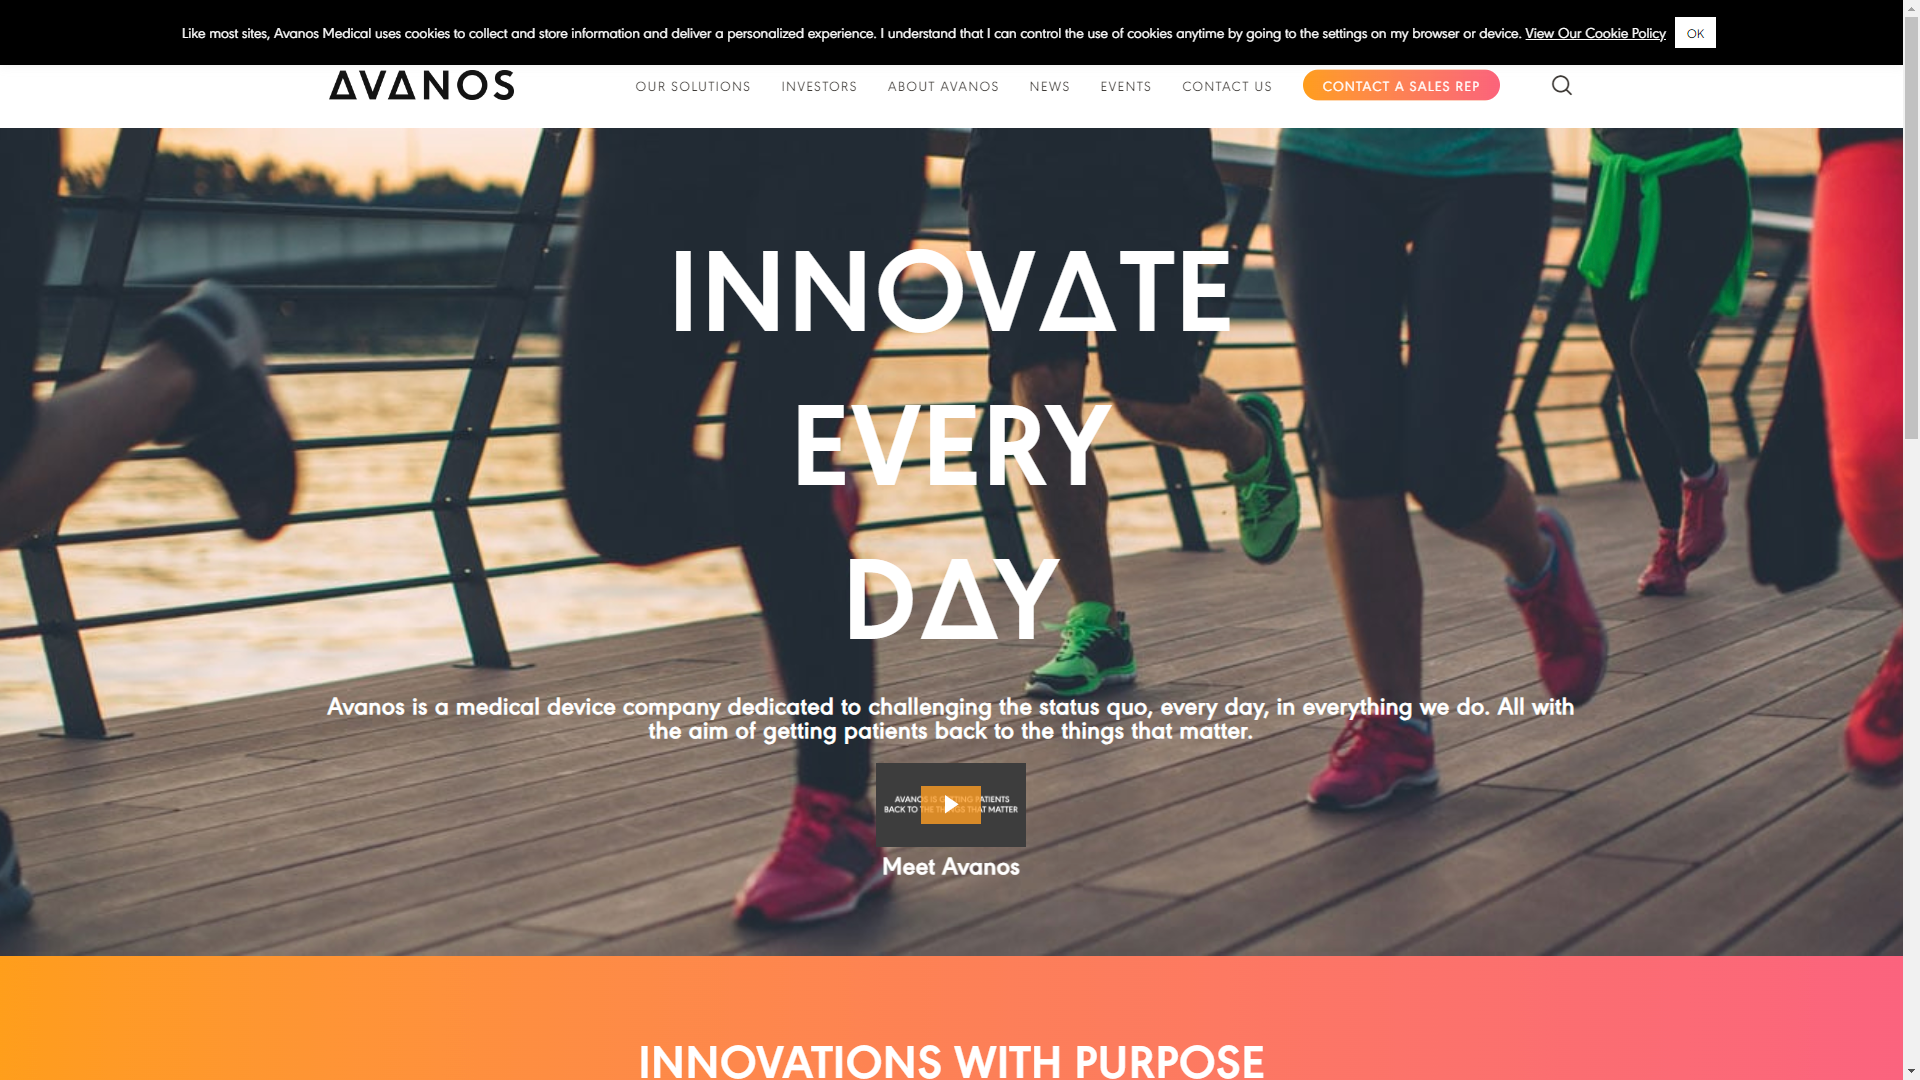 Like most sites, Avanos Medical uses cookies to collect and store information and deliver a personalized experience. I understand that I can control the use of cookies anytime by going to the settings on my browser or device. View Our Cookie Policy OK
AVANOS OUR SOLUTIONS INVESTORS ABOUT AVANOS NEWS EVENTS CONTACT US CONTACT A SALES REP
INNOVATE
EVERY
DAY
Avanos is a medical device company dedicated to challenging the status quo, every day, in everything we do. All with
the aim of getting patients back to the things that matter.
AVANOS IS GETTING PATIENTS
BACK TO THE THINGS THAT MATTER
Meet Avanos
INNOVATIONS WITH PURPOSE